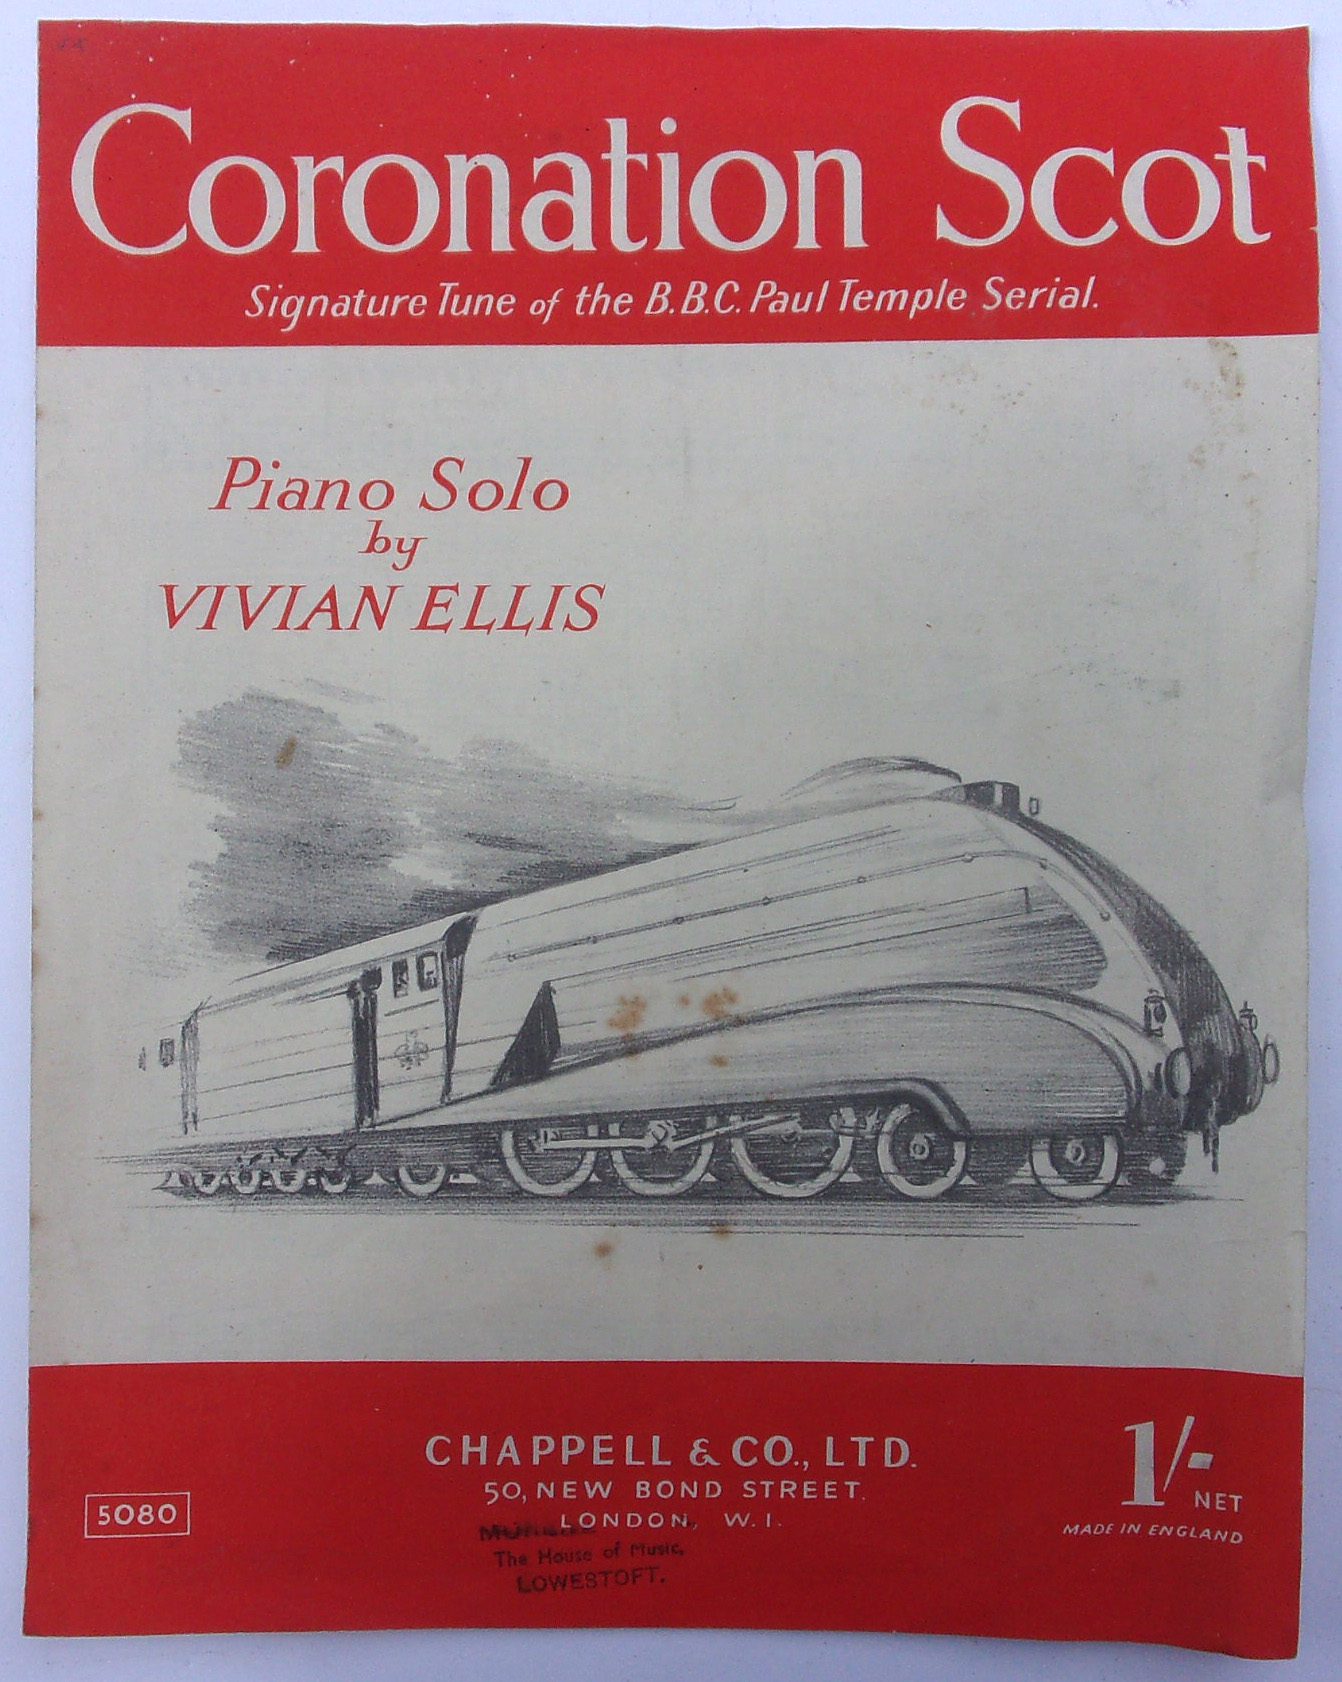 Coronation Scot
Signature Tune of the B.B.C. Paul Temple Serial.
Piano Solo
by
VIVIAN ELLIS
CHAPPELL & CO., LTD.
50, NEW BOND STREET.
LONDON, W.1.
The House of Music,
LOWESTOFT.
5080
1/-
NET
MADE IN ENGLAND